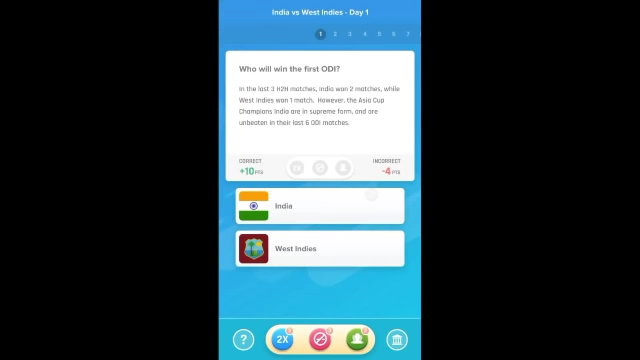 India vs West Indies - Day 1
1 2 3 4 5 6 7
Who will win the first ODI?
In the last 3 H2H matches, India won 2 matches, while
West Indies won 1 match. However, the Asia Cup
Champions India are in supreme form, and are
unbeaten in their last 6 ODI matches.
CORRECT
+10 PTS
INCORRECT
-4 PTS
India
West Indies
?
2X